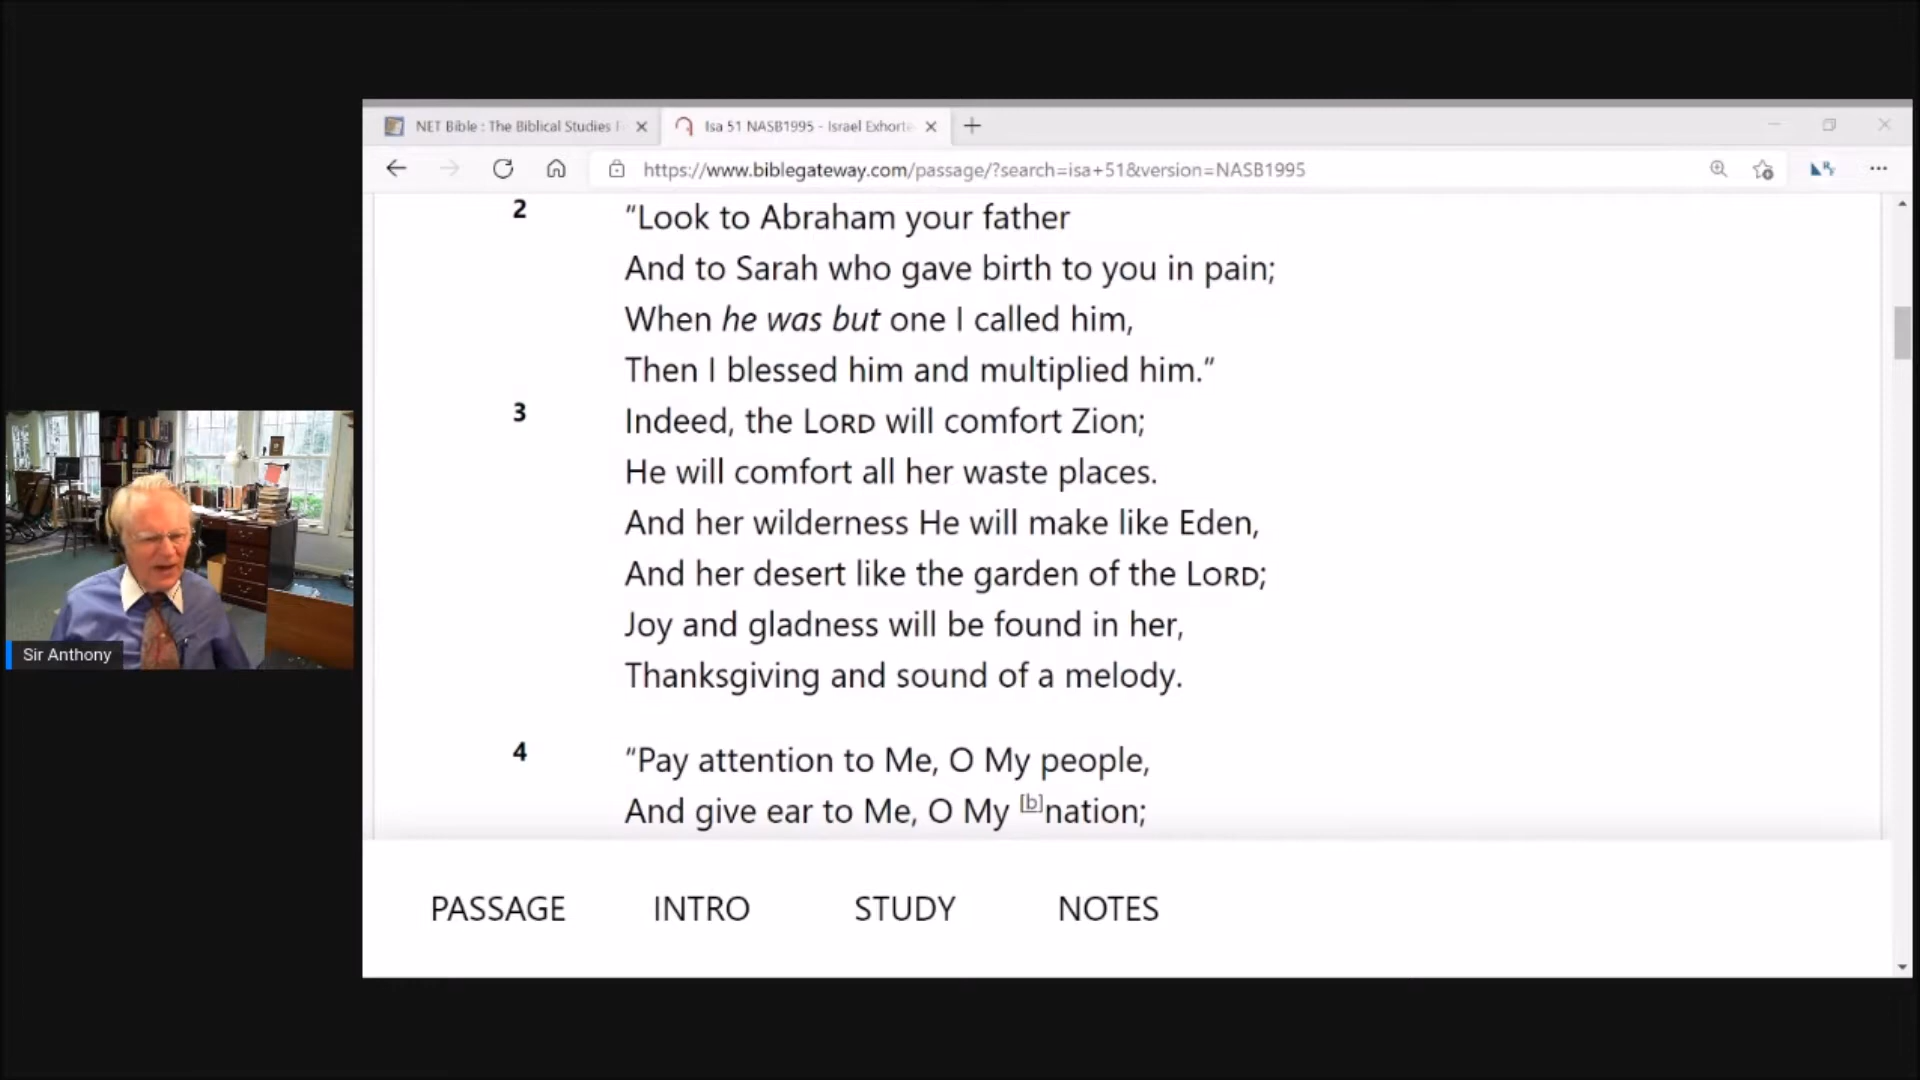 NET Bible : The Biblical Studies
Isa 51 NASB1995 - Israel Exhorte
https://www.biblegateway.com/passage/?search=isa+51&version=NASB1995
2 “Look to Abraham your father
And to Sarah who gave birth to you in pain;
When he was but one I called him,
Then I blessed him and multiplied him.”
3 Indeed, the LORD will comfort Zion;
He will comfort all her waste places.
And her wilderness He will make like Eden,
And her desert like the garden of the LORD;
Joy and gladness will be found in her,
Thanksgiving and sound of a melody.
4 “Pay attention to Me, O My people,
And give ear to Me, O My [b]nation;
PASSAGE INTRO STUDY NOTES
Sir Anthony